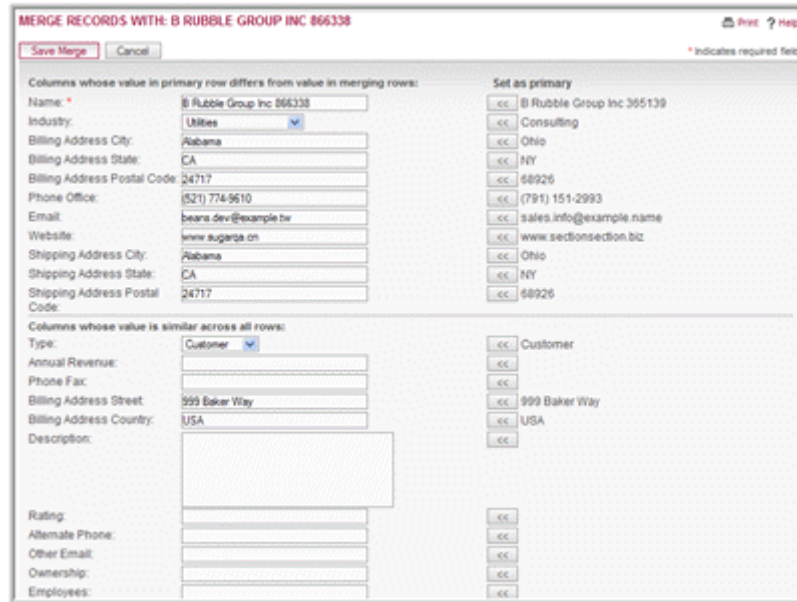 MERGE RECORDS WITH: B RUBBLE GROUP INC 866338
Print ? Help
Save Merge Cancel * Indicates required field
Columns whose value in primary row differs from value in merging rows: Set as primary
Name: * B Rubble Group Inc 866338 << B Rubble Group Inc 365139
Industry: Utilities << Consulting
Billing Address City: Alabama << Ohio
Billing Address State: CA << NY
Billing Address Postal Code: 24717 << 68926
Phone Office: (521) 774-9610 << (791) 151-2993
Email: beans.dev@example.tw << sales.info@example.name
Website: www.sugarqa.cn << www.sectionsection.biz
Shipping Address City: Alabama << Ohio
Shipping Address State: CA << NY
Shipping Address Postal Code: 24717 << 68926
Columns whose value is similar across all rows:
Type: Customer << Customer
Annual Revenue: <<
Phone Fax: <<
Billing Address Street: 999 Baker Way << 999 Baker Way
Billing Address Country: USA << USA
Description: <<
Rating: <<
Alternate Phone: <<
Other Email: <<
Ownership: <<
Employees: <<